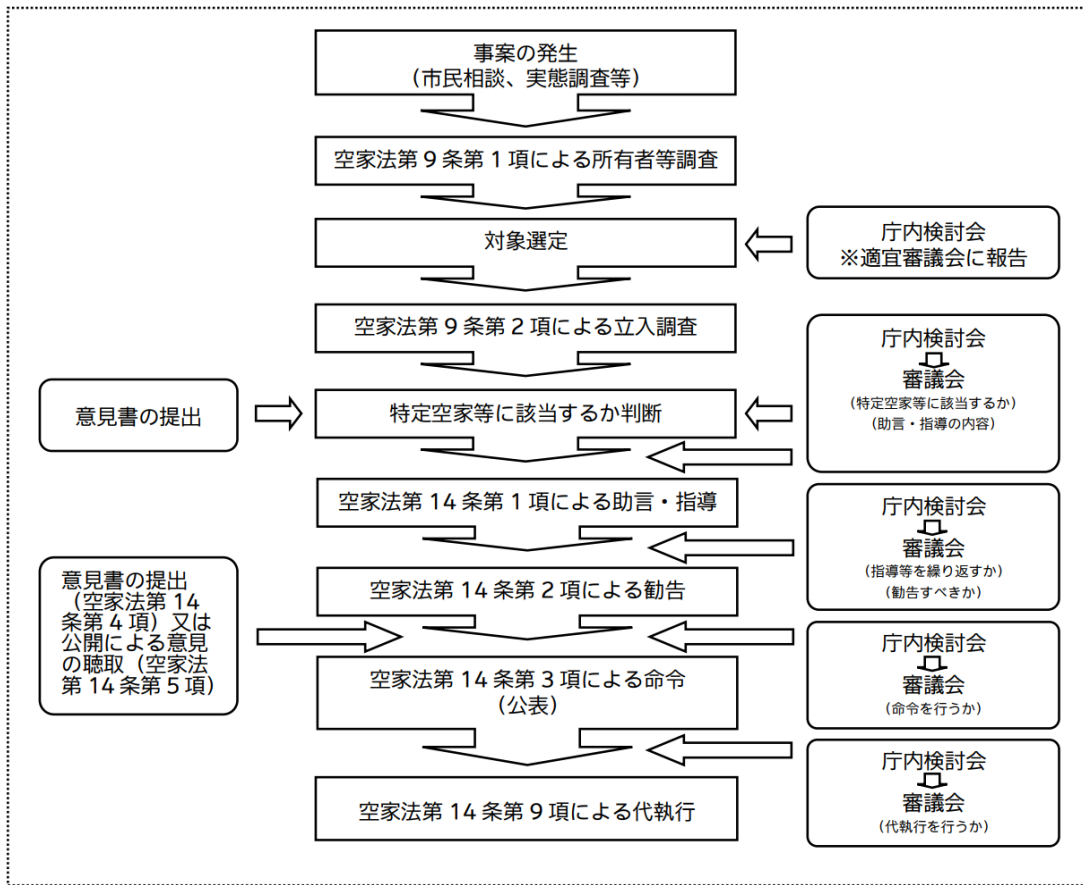 事案の発生
（市民相談、実態調査等）
空家法第９条第１項による所有者等調査
対象選定
庁内検討会
※適宜審議会に報告
空家法第９条第２項による立入調査
庁内検討会
審議会
（特定空家等に該当するか）
（助言・指導の内容）
意見書の提出
特定空家等に該当するか判断
空家法第 14 条第１項による助言・指導
庁内検討会
審議会
（指導等を繰り返すか）
（勧告すべきか）
意見書の提出
（空家法第 14
条第４項）又は
公開による意見
の聴取（空家法
第 14 条第５項）
空家法第 14 条第２項による勧告
庁内検討会
審議会
（命令を行うか）
空家法第 14 条第３項による命令
（公表）
庁内検討会
審議会
（代執行を行うか）
空家法第 14 条第９項による代執行